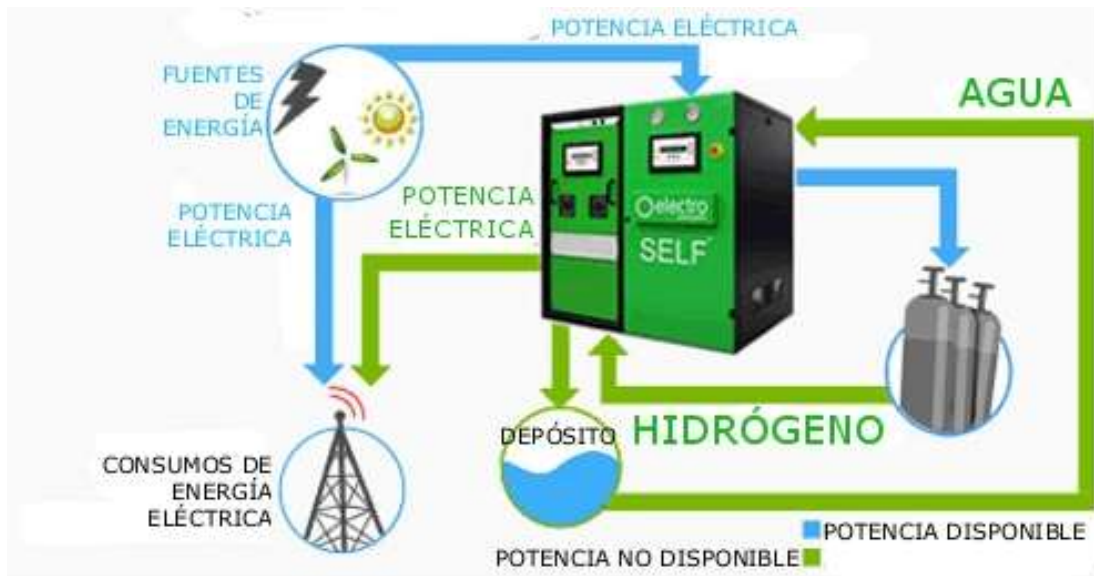 POTENCIA ELÉCTRICA
FUENTES
DE
ENERGÍA
AGUA
POTENCIA
ELÉCTRICA
POTENCIA
ELÉCTRICA
electro
SELF
DEPÓSITO
HIDRÓGENO
CONSUMOS DE
ENERGÍA
ELÉCTRICA
POTENCIA DISPONIBLE
POTENCIA NO DISPONIBLE